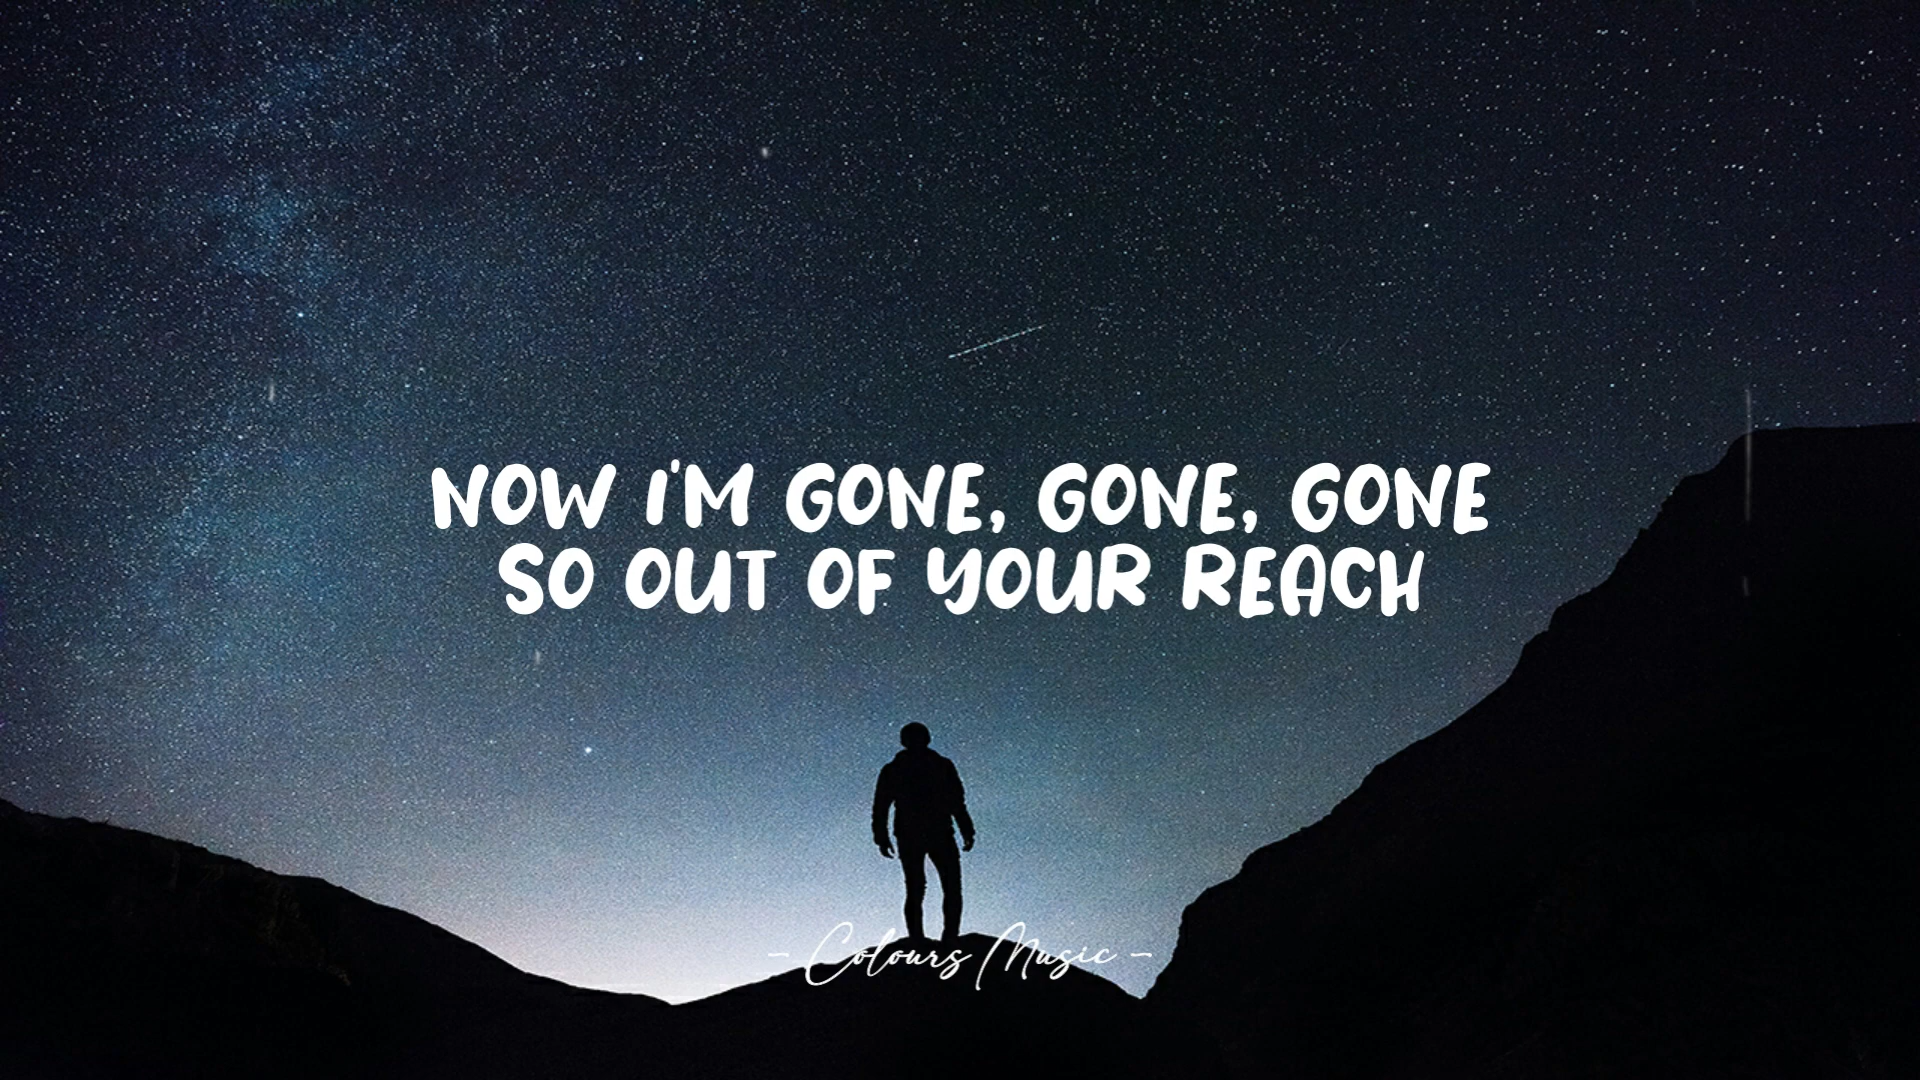 NOW I'M GONE, GONE, GONE
SO OUT OF YOUR REACH
- Colours Music -